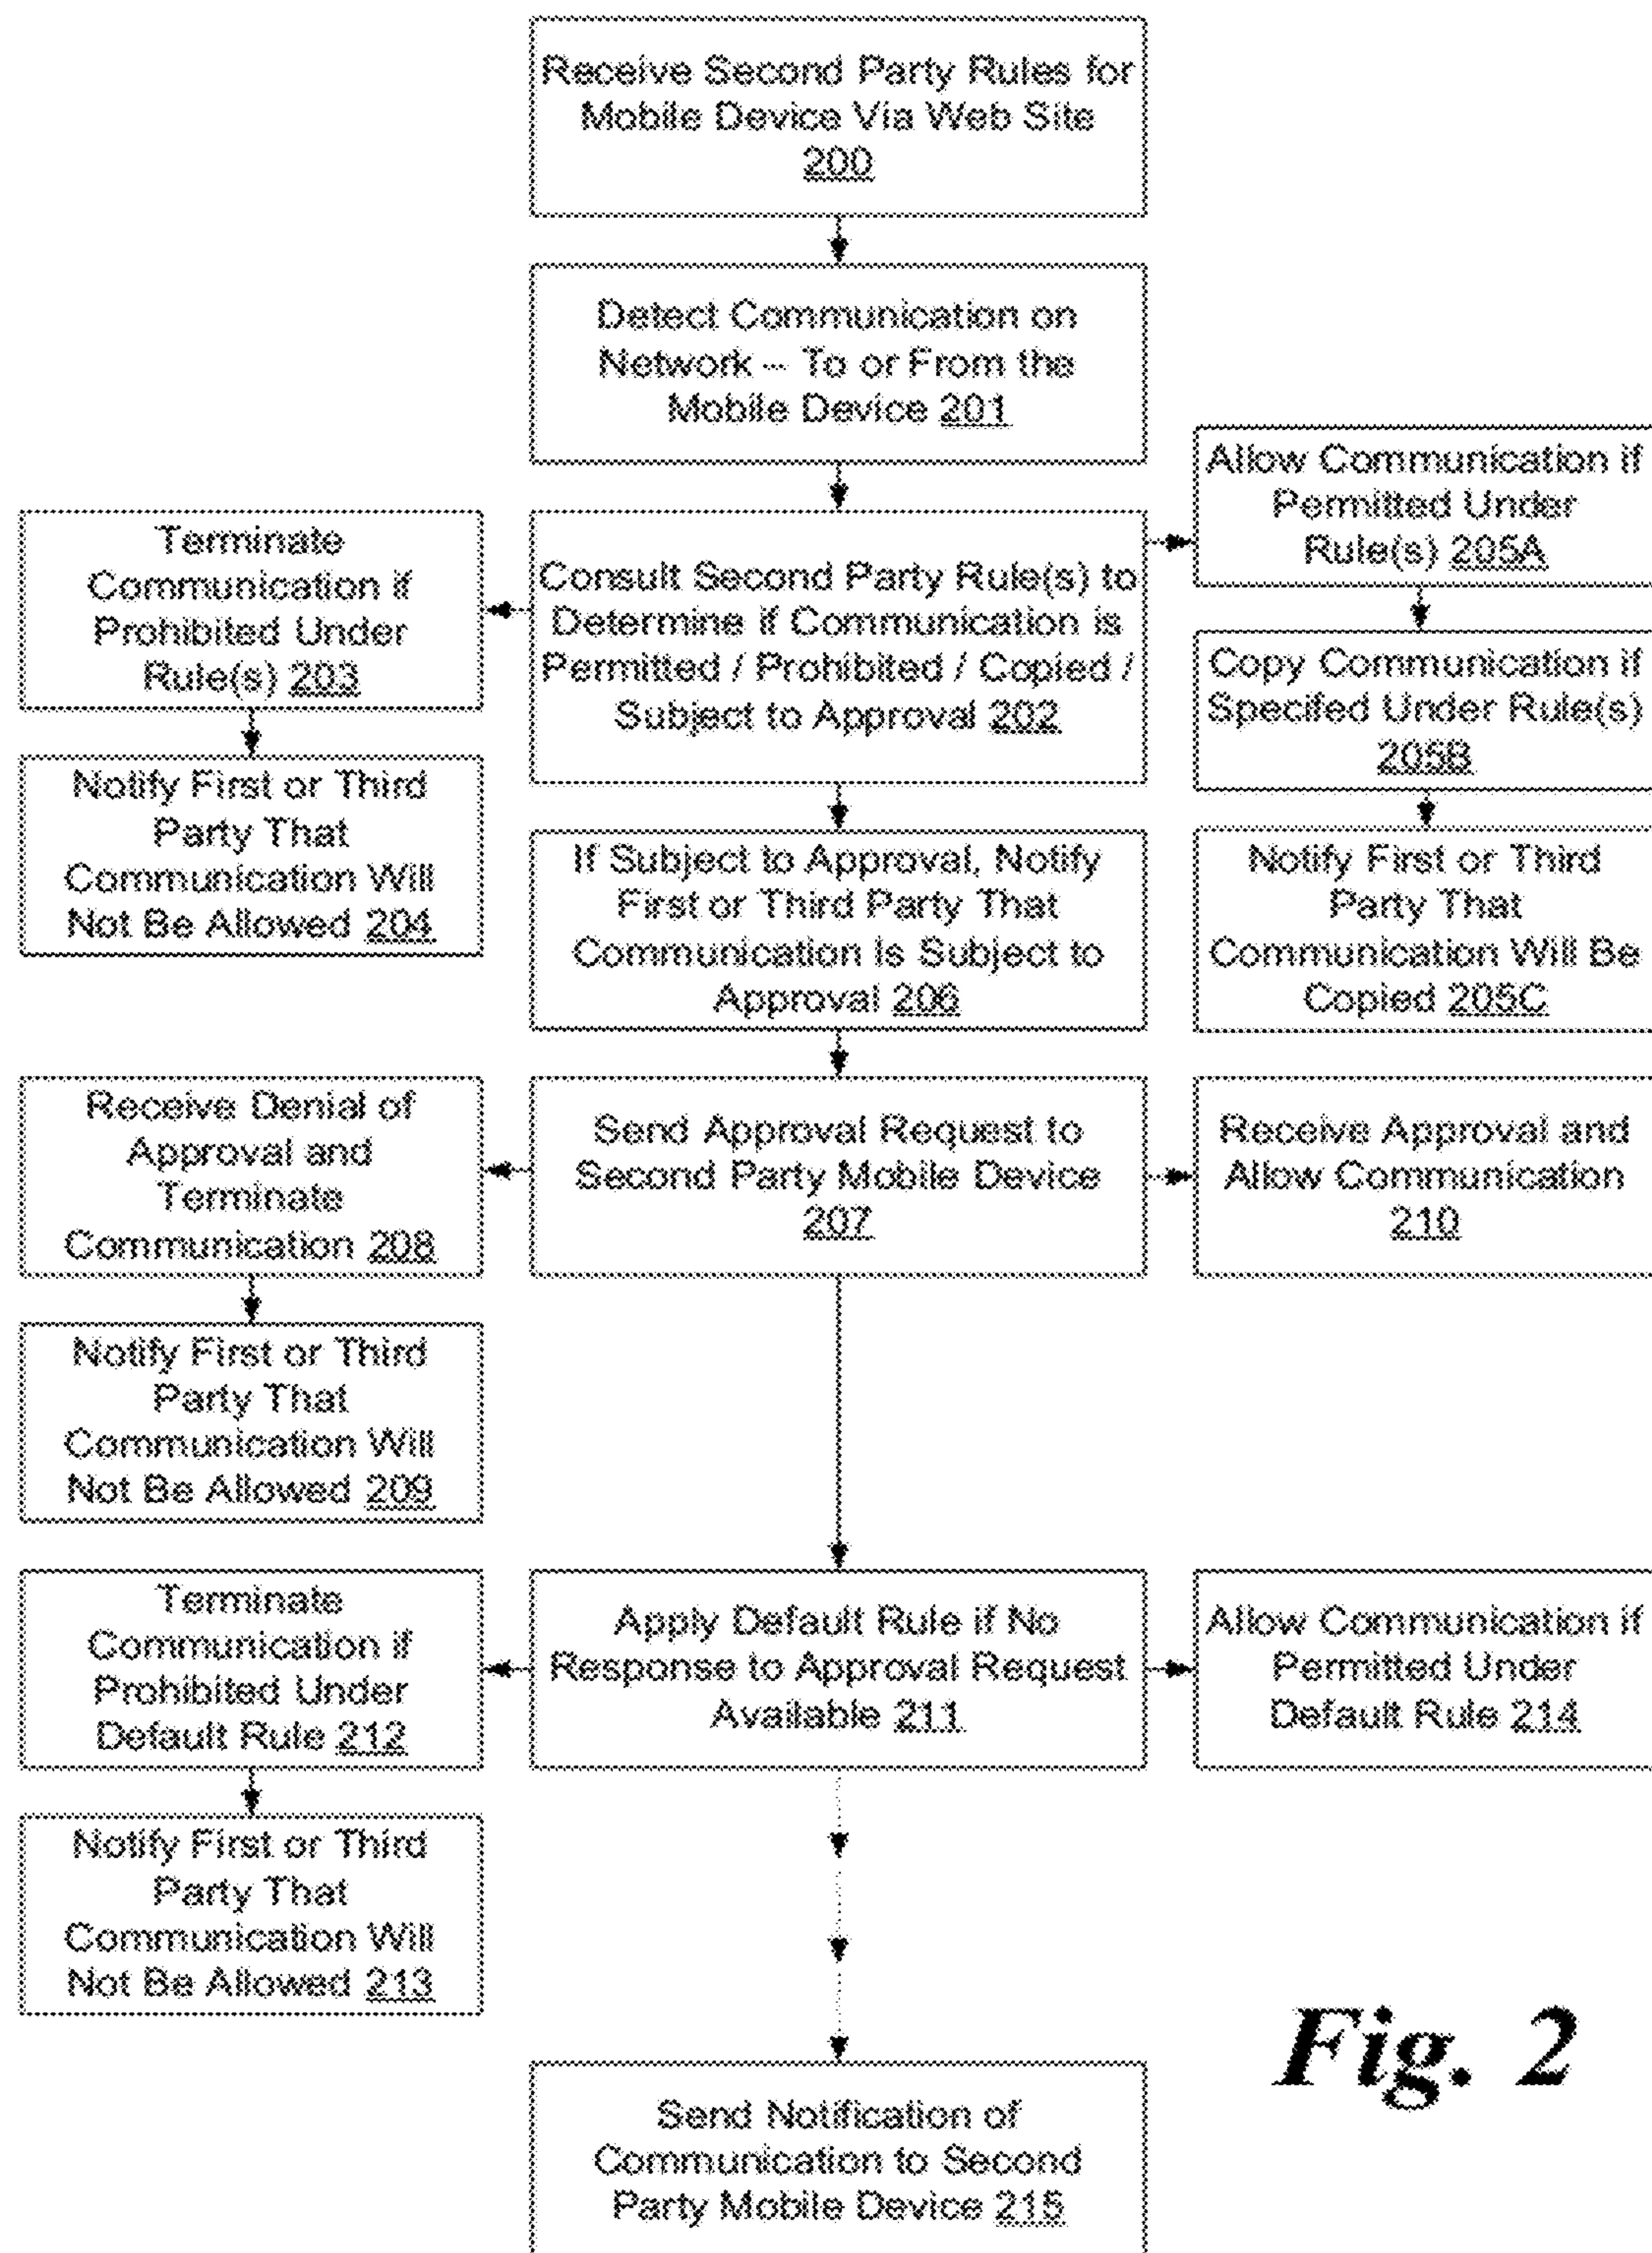 Receive Second Party Rules for
Mobile Device Via Web Site
200
Detect Communication on
Network -- To or From the
Mobile Device 201
Allow Communication if
Permitted Under
Rule(s) 205A
Terminate
Communication if
Prohibited Under
Rule(s) 203
Consult Second Party Rule(s) to
Determine if Communication is
Permitted / Prohibited / Copied /
Subject to Approval 202
Copy Communication if
Specifed Under Rule(s)
205B
Notify First or Third
Party That
Communication Will
Not Be Allowed 204
If Subject to Approval, Notify
First or Third Party That
Communication Is Subject to
Approval 206
Notify First or Third
Party That
Communication Will Be
Copied 205C
Receive Denial of
Approval and
Terminate
Communication 208
Send Approval Request to
Second Party Mobile Device
207
Receive Approval and
Allow Communication
210
Notify First or Third
Party That
Communication Will
Not Be Allowed 209
Terminate
Communication if
Prohibited Under
Default Rule 212
Apply Default Rule if No
Response to Approval Request
Available 211
Allow Communication if
Permitted Under
Default Rule 214
Notify First or Third
Party That
Communication Will
Not Be Allowed 213
Send Notification of
Communication to Second
Party Mobile Device 215
Fig. 2